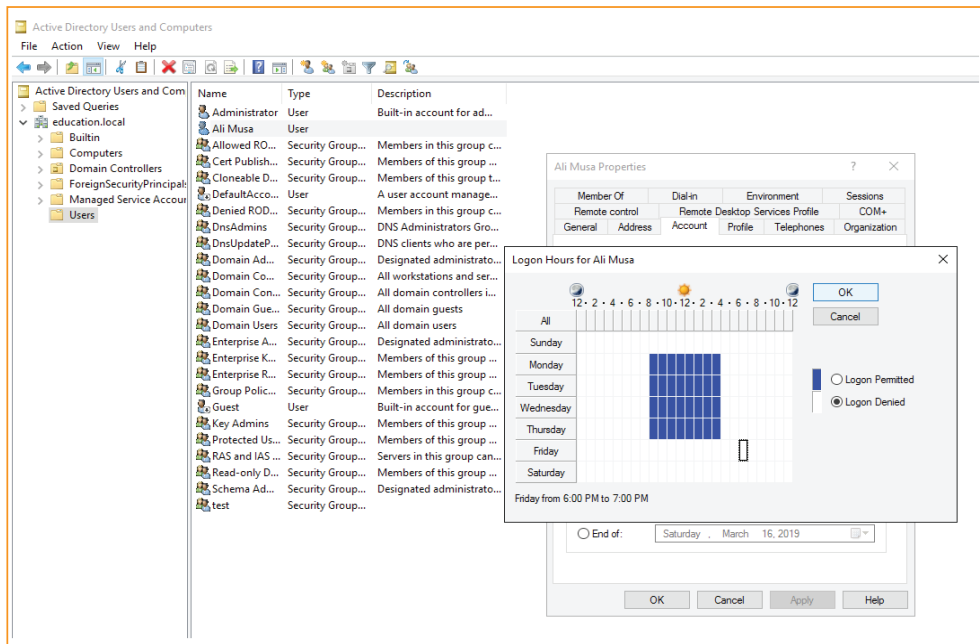 Active Directory Users and Computers
File Action View Help
Active Directory Users and Com
Saved Queries
education.local
Builtin
Computers
Domain Controllers
ForeignSecurityPrincipals
Managed Service Accour
Users
Name Type Description
Administrator User Built-in account for ad...
Ali Musa User
Allowed RO... Security Group... Members in this group c...
Cert Publish... Security Group... Members of this group ...
Cloneable D... Security Group... Members of this group t...
DefaultAcco... User A user account manage...
Denied ROD... Security Group... Members in this group c...
DnsAdmins Security Group... DNS Administrators Gro...
DnsUpdateP... Security Group... DNS clients who are per...
Domain Ad... Security Group... Designated administrato...
Domain Co... Security Group... All workstations and ser...
Domain Con... Security Group... All domain controllers i...
Domain Gue... Security Group... All domain guests
Domain Users Security Group... All domain users
Enterprise A... Security Group... Designated administrato...
Enterprise K... Security Group... Members of this group ...
Enterprise R... Security Group... Members of this group ...
Group Polic... Security Group... Members in this group c...
Guest User Built-in account for gue...
Key Admins Security Group... Members of this group ...
Protected Us... Security Group... Members of this group ...
RAS and IAS ... Security Group... Servers in this group can...
Read-only D... Security Group... Members of this group ...
Schema Ad... Security Group... Designated administrato...
test Security Group...
Ali Musa Properties ?
Member Of Dial-in Environment Sessions
Remote control Remote Desktop Services Profile COM+
General Address Account Profile Telephones Organization
Logon Hours for Ali Musa
12 · 2 · 4 · 6 · 8 · 10 · 12 · 2 · 4 · 6 · 8 · 10 · 12
All
Sunday
Monday
Tuesday
Wednesday
Thursday
Friday
Saturday
OK
Cancel
Logon Permitted
Logon Denied
Friday from 6:00 PM to 7:00 PM
End of: Saturday , March 16, 2019
OK Cancel Apply Help